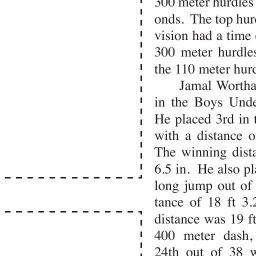 300 meter hurdles
onds. The top hur
vision had a time
300 meter hurdles
the 110 meter hurd
Jamal Wortha
in the Boys Unde
He placed 3rd in t
with a distance o
The winning dista
6.5 in. He also pla
long jump out of
tance of 18 ft 3.2
distance was 19 ft
400 meter dash,
24th out of 38 w